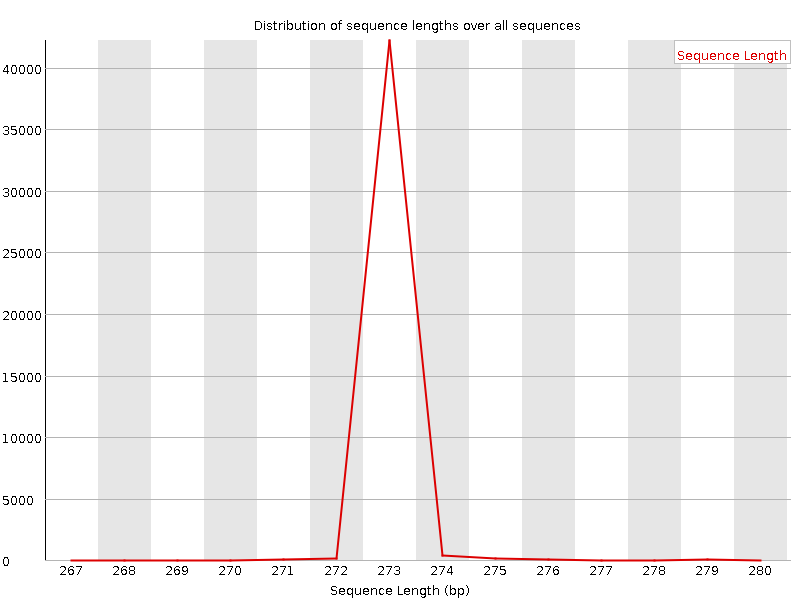 Distribution of sequence lengths over all sequences
Sequence Length
40000
35000
30000
25000
20000
15000
10000
5000
0
267 268 269 270 271 272 273 274 275 276 277 278 279 280
Sequence Length (bp)